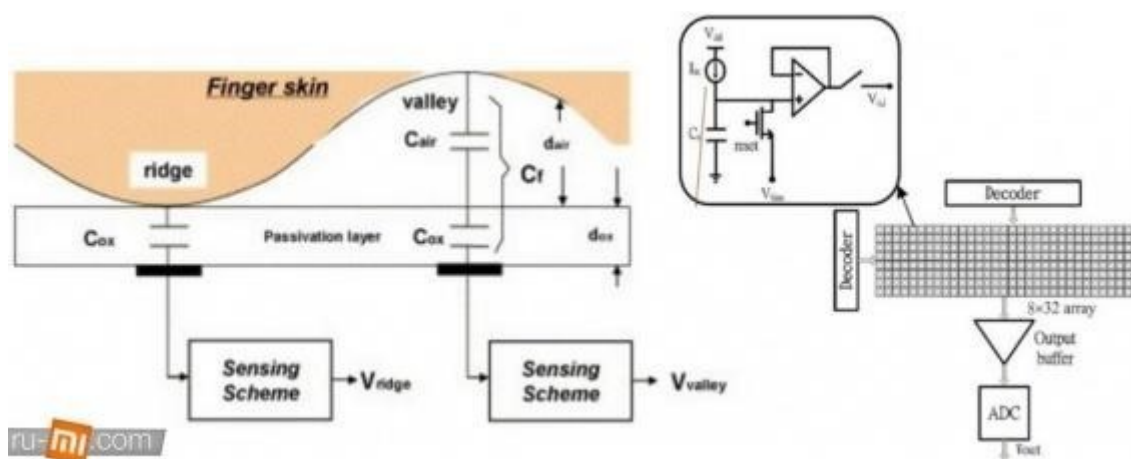 Finger skin
valley
Cair
dair
Cf
ridge
Cox
Passivation layer
Cox
dox
Sensing
Scheme
Vridge
Sensing
Scheme
Vvalley
ru-mi.com
Decoder
Decoder
8×32 array
Output
buffer
ADC
Vout